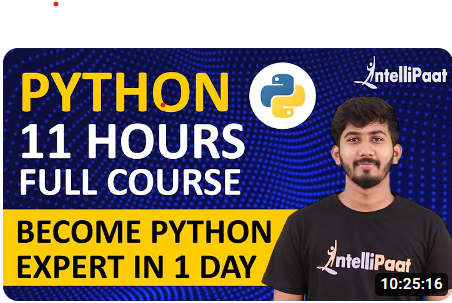 PYTHON
11 HOURS
FULL COURSE
BECOME PYTHON
EXPERT IN 1 DAY
IntelliPaat
IntelliPaat
10:25:16